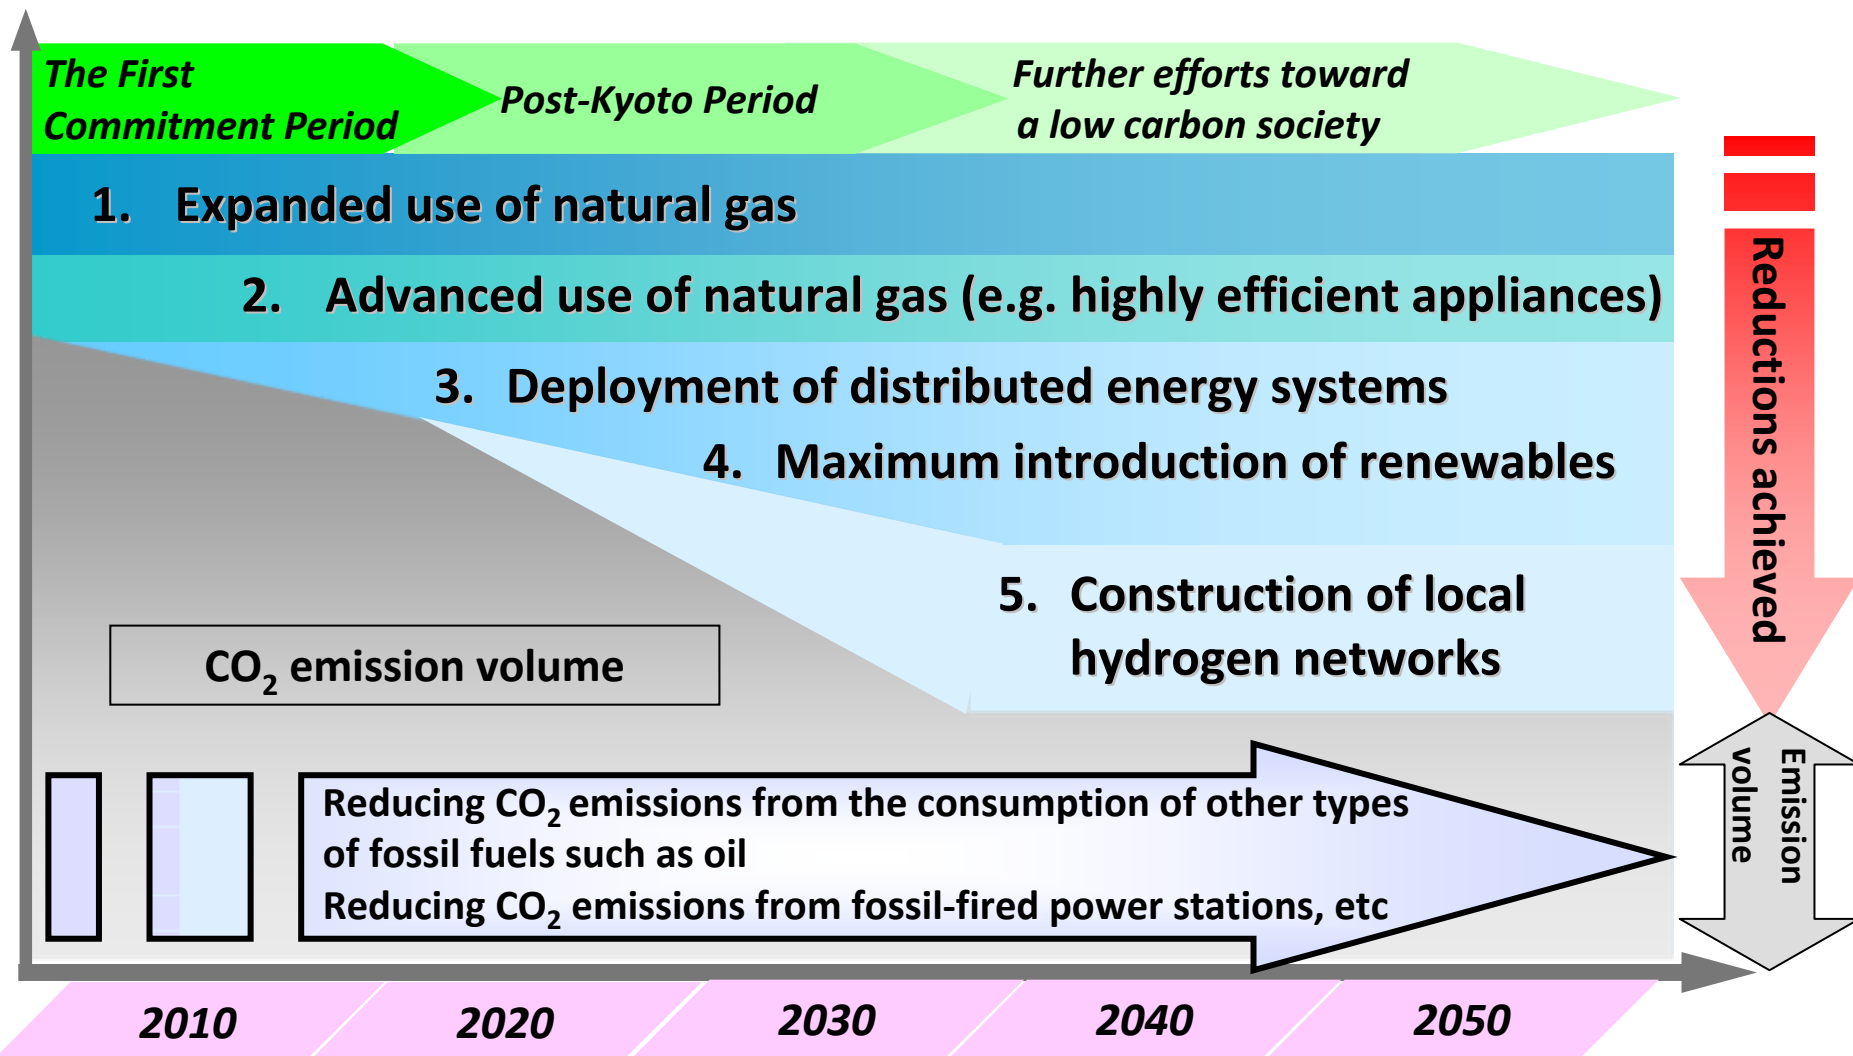 The First
Commitment Period
Post-Kyoto Period
Further efforts toward
a low carbon society
1. Expanded use of natural gas
2. Advanced use of natural gas (e.g. highly efficient appliances)
3. Deployment of distributed energy systems
4. Maximum introduction of renewables
5. Construction of local
hydrogen networks
Reductions achieved
CO₂ emission volume
Emission
volume
Reducing CO₂ emissions from the consumption of other types
of fossil fuels such as oil
Reducing CO₂ emissions from fossil-fired power stations, etc
2010 2020 2030 2040 2050